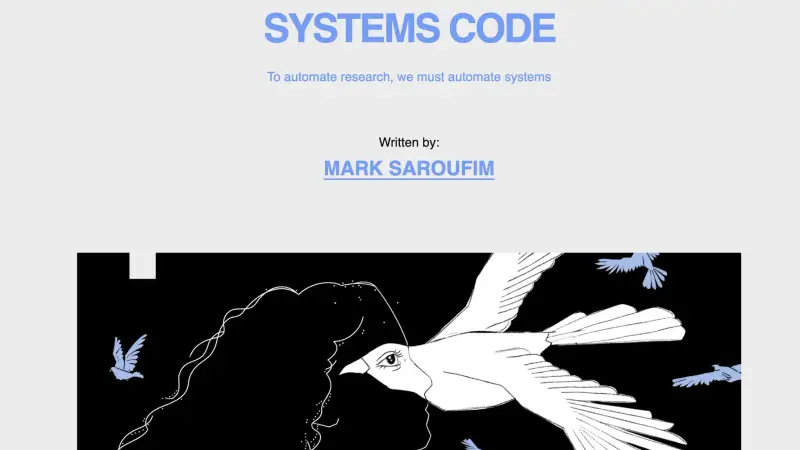 SYSTEMS CODE
To automate research, we must automate systems
Written by:
MARK SAROUFIM